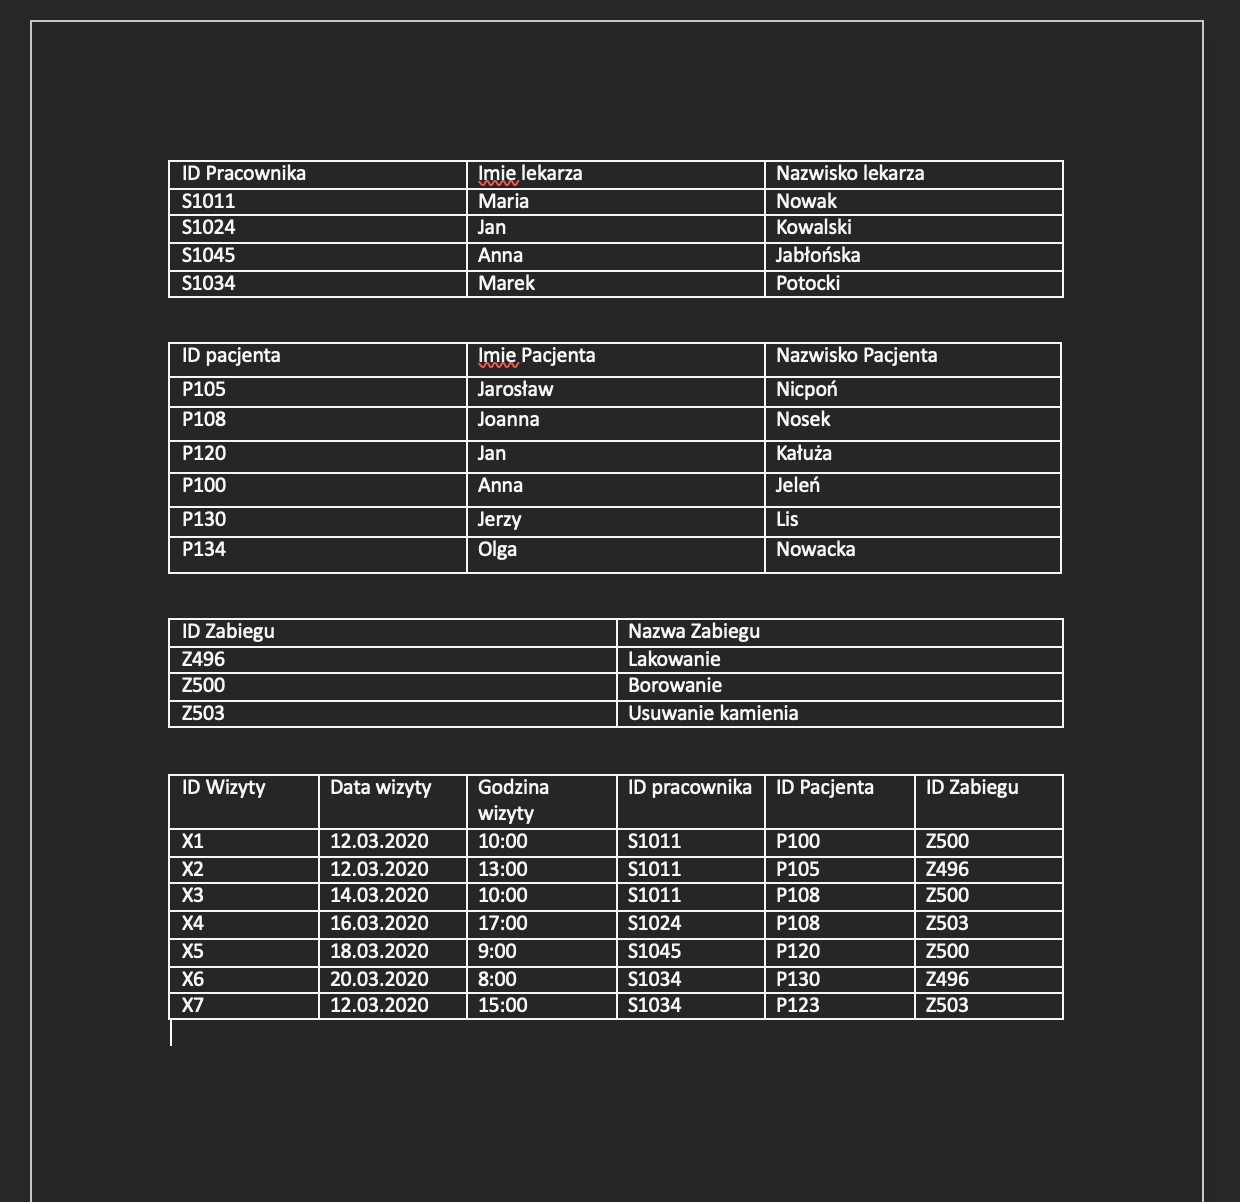 ID Pracownika Imie lekarza Nazwisko lekarza
S1011 Maria Nowak
S1024 Jan Kowalski
S1045 Anna Jabłońska
S1034 Marek Potocki
ID pacjenta Imie Pacjenta Nazwisko Pacjenta
P105 Jarosław Nicpoń
P108 Joanna Nosek
P120 Jan Kałuża
P100 Anna Jeleń
P130 Jerzy Lis
P134 Olga Nowacka
ID Zabiegu Nazwa Zabiegu
Z496 Lakowanie
Z500 Borowanie
Z503 Usuwanie kamienia
ID Wizyty Data wizyty Godzina wizyty ID pracownika ID Pacjenta ID Zabiegu
X1 12.03.2020 10:00 S1011 P100 Z500
X2 12.03.2020 13:00 S1011 P105 Z496
X3 14.03.2020 10:00 S1011 P108 Z500
X4 16.03.2020 17:00 S1024 P108 Z503
X5 18.03.2020 9:00 S1045 P120 Z500
X6 20.03.2020 8:00 S1034 P130 Z496
X7 12.03.2020 15:00 S1034 P123 Z503